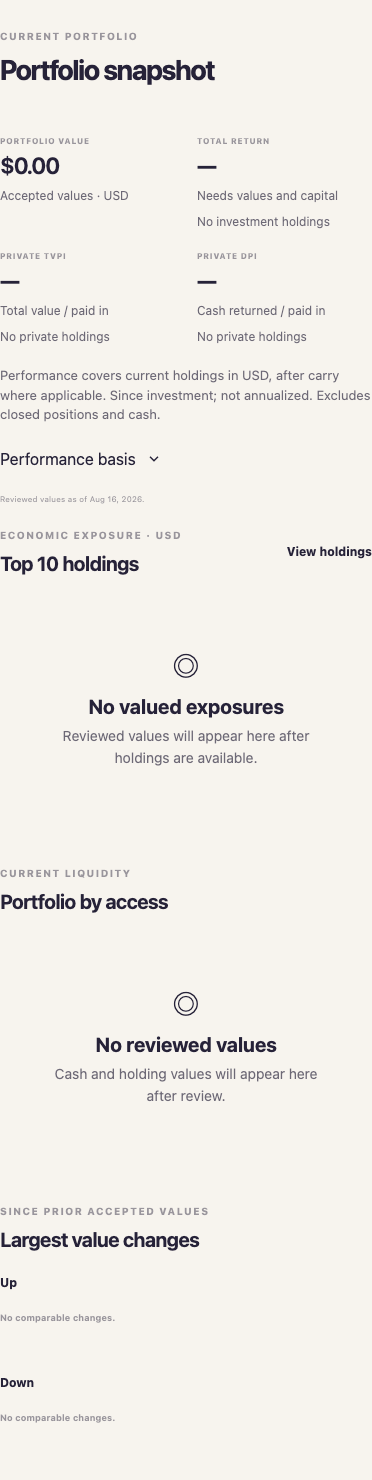 CURRENT PORTFOLIO
Portfolio snapshot
PORTFOLIO VALUE
$0.00
Accepted values · USD
TOTAL RETURN
—
Needs values and capital
No investment holdings
PRIVATE TVPI
—
Total value / paid in
No private holdings
PRIVATE DPI
—
Cash returned / paid in
No private holdings
Performance covers current holdings in USD, after carry
where applicable. Since investment; not annualized. Excludes
closed positions and cash.
Performance basis
Reviewed values as of Aug 16, 2026.
ECONOMIC EXPOSURE · USD
Top 10 holdings
View holdings
No valued exposures
Reviewed values will appear here after
holdings are available.
CURRENT LIQUIDITY
Portfolio by access
No reviewed values
Cash and holding values will appear here
after review.
SINCE PRIOR ACCEPTED VALUES
Largest value changes
Up
No comparable changes.
Down
No comparable changes.